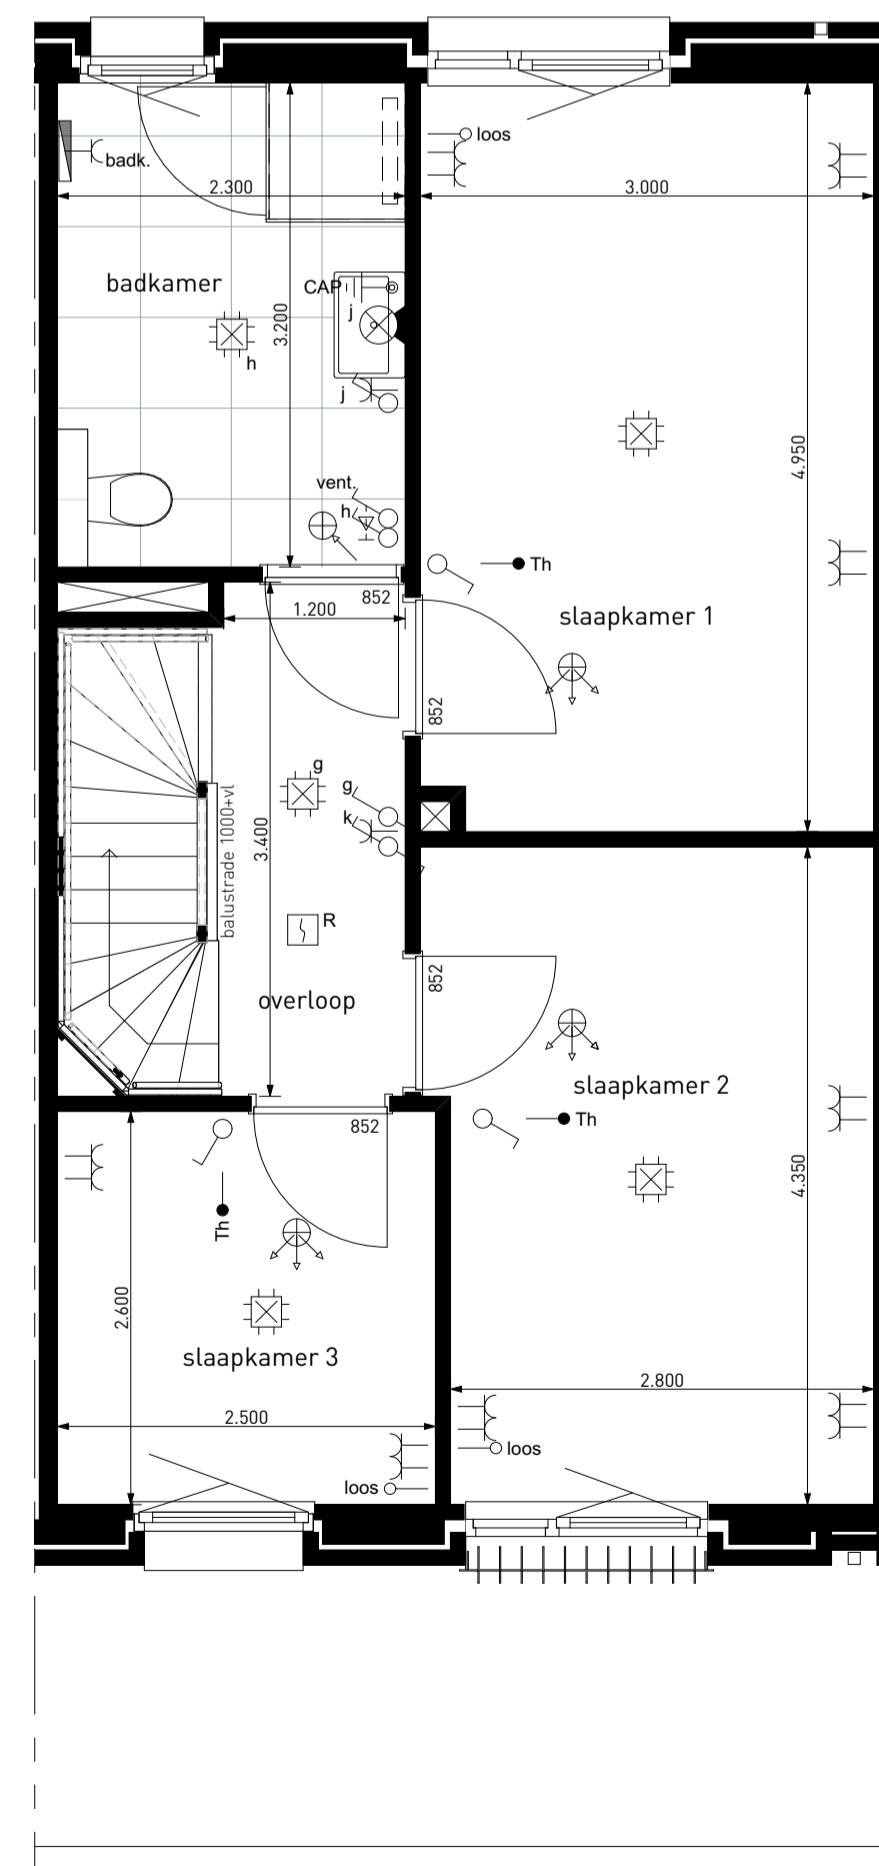 loos
badk.
2.300
3.000
badkamer
CAP
j
3.200
h
j
4.950
vent.
h
Th
852
1.200
slaapkamer 1
852
g
g
k
balustrade 1000+vl
3.400
R
852
overloop
slaapkamer 2
Th
852
4.350
Th
2.600
slaapkamer 3
2.800
2.500
loos
loos